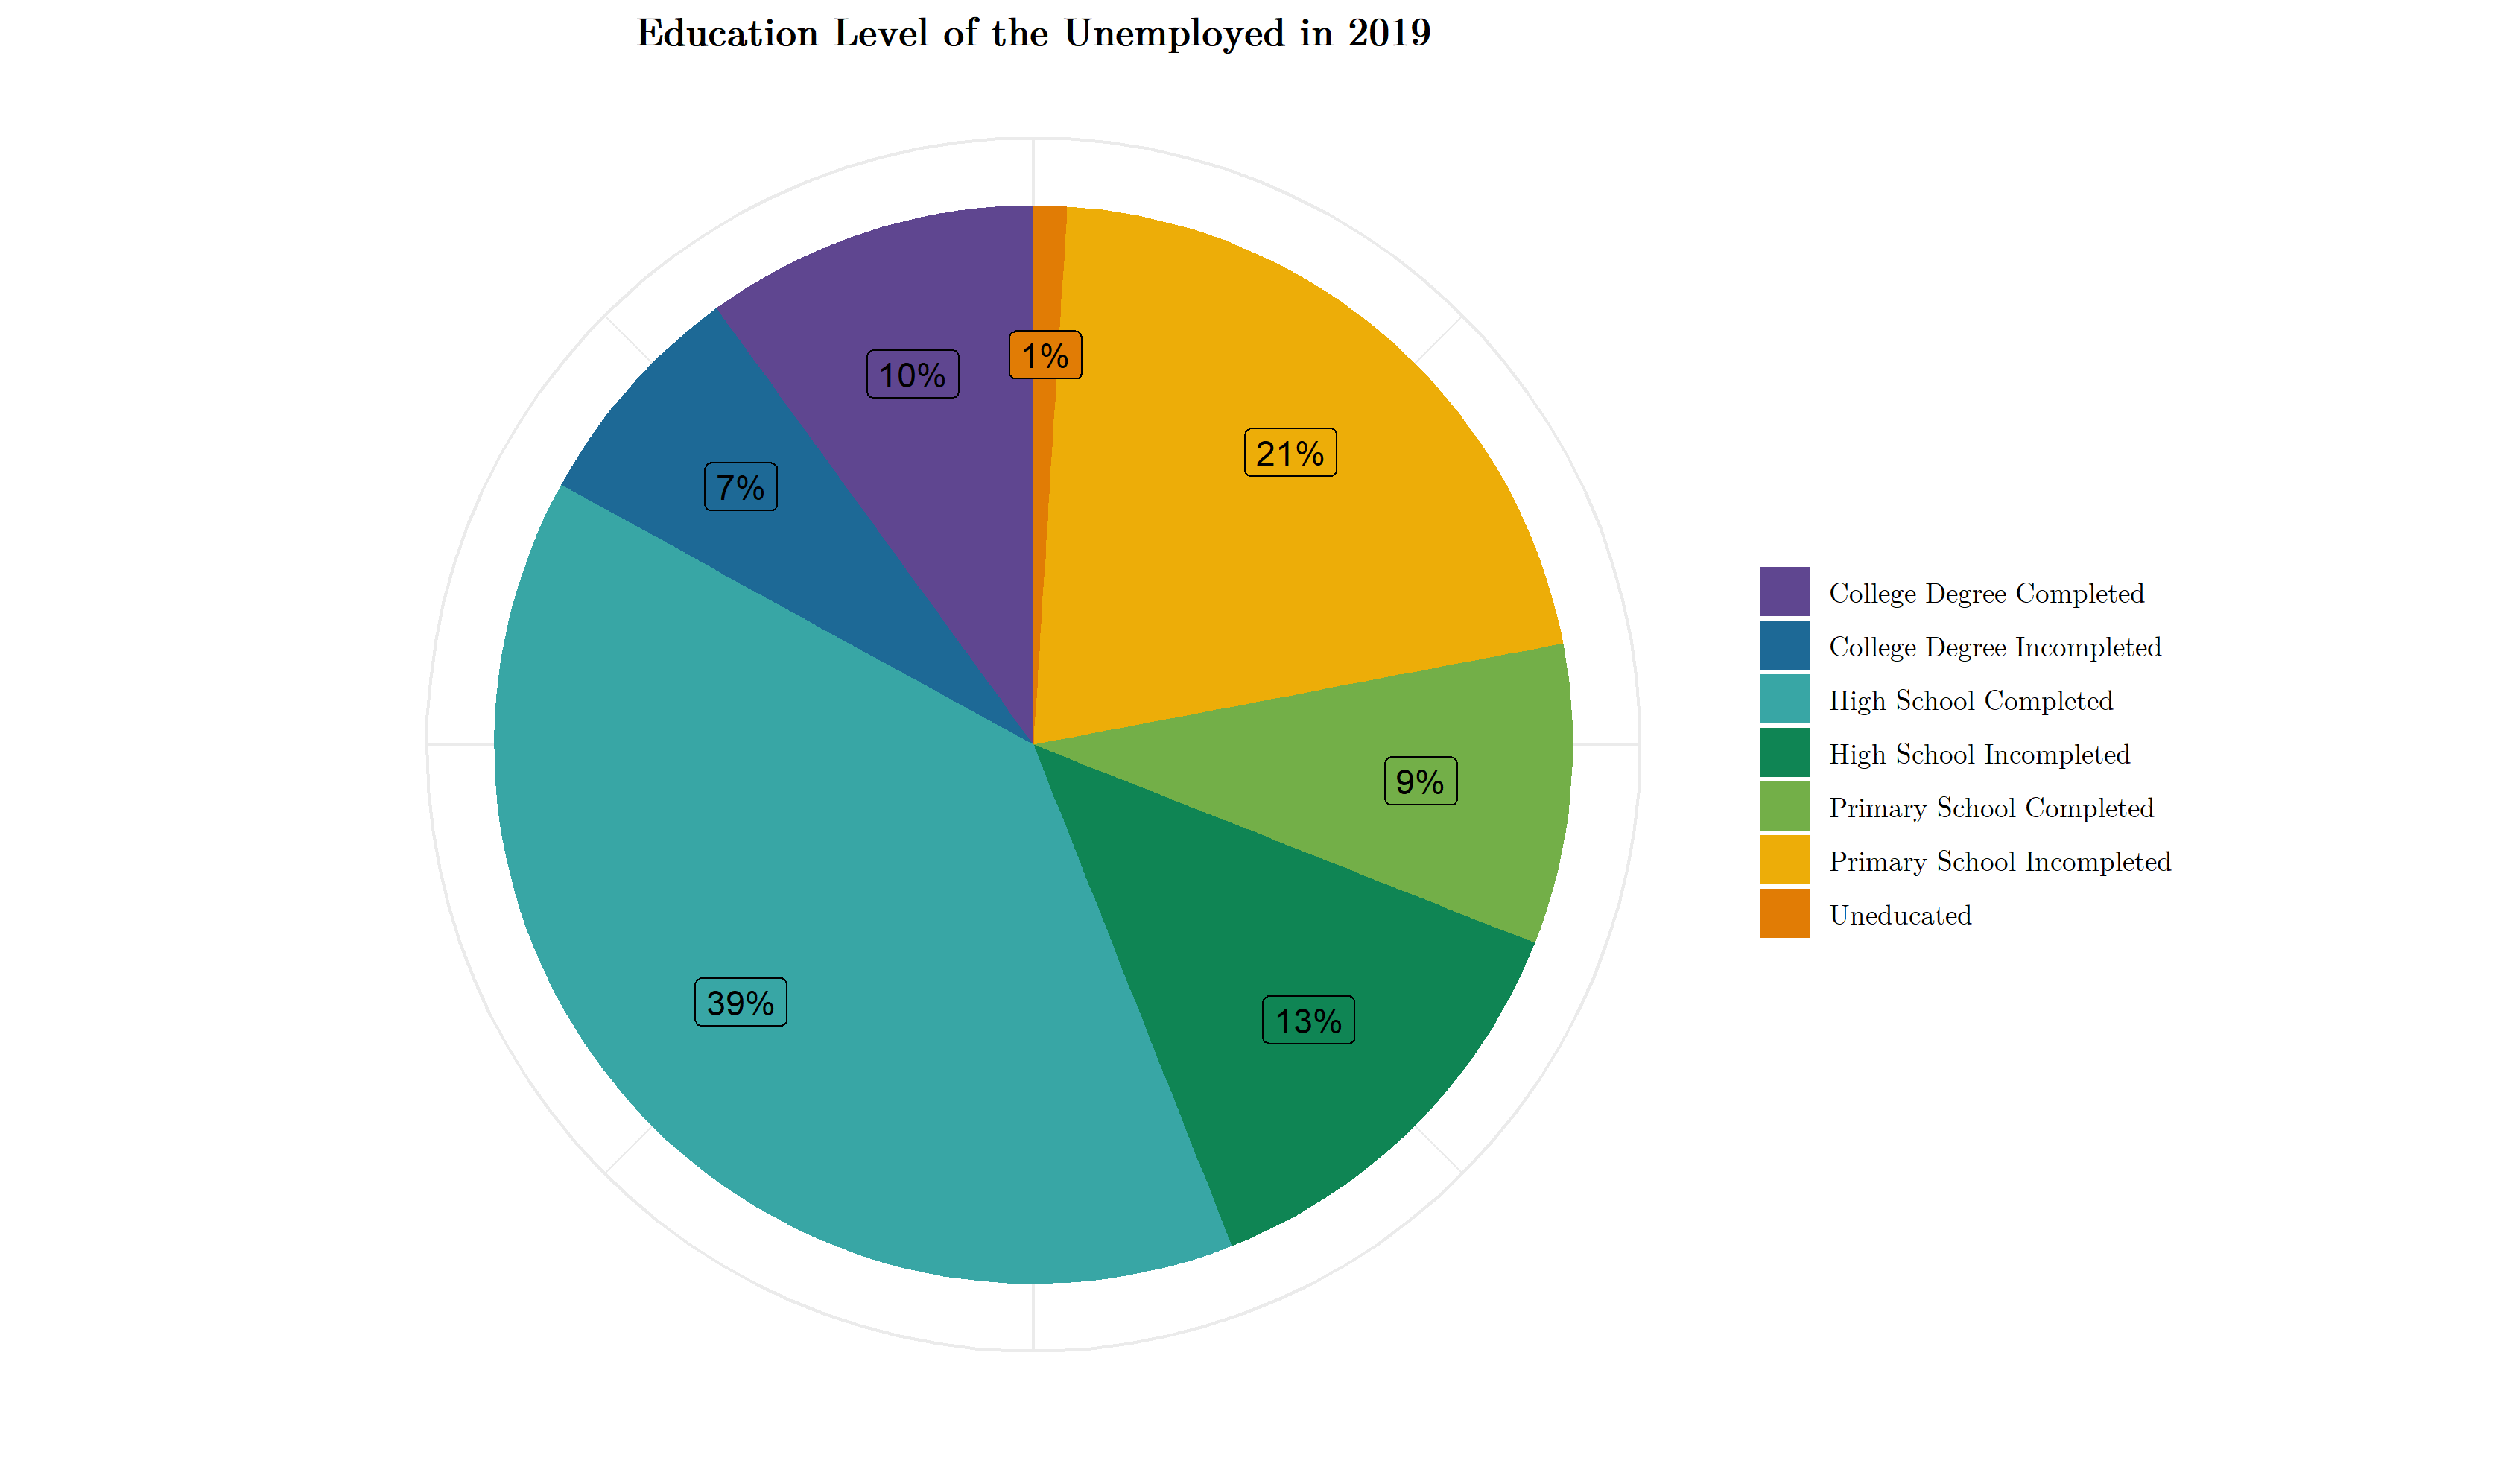 Education Level of the Unemployed in 2019
1%
10%
21%
7%
9%
39%
13%
College Degree Completed
College Degree Incompleted
High School Completed
High School Incompleted
Primary School Completed
Primary School Incompleted
Uneducated